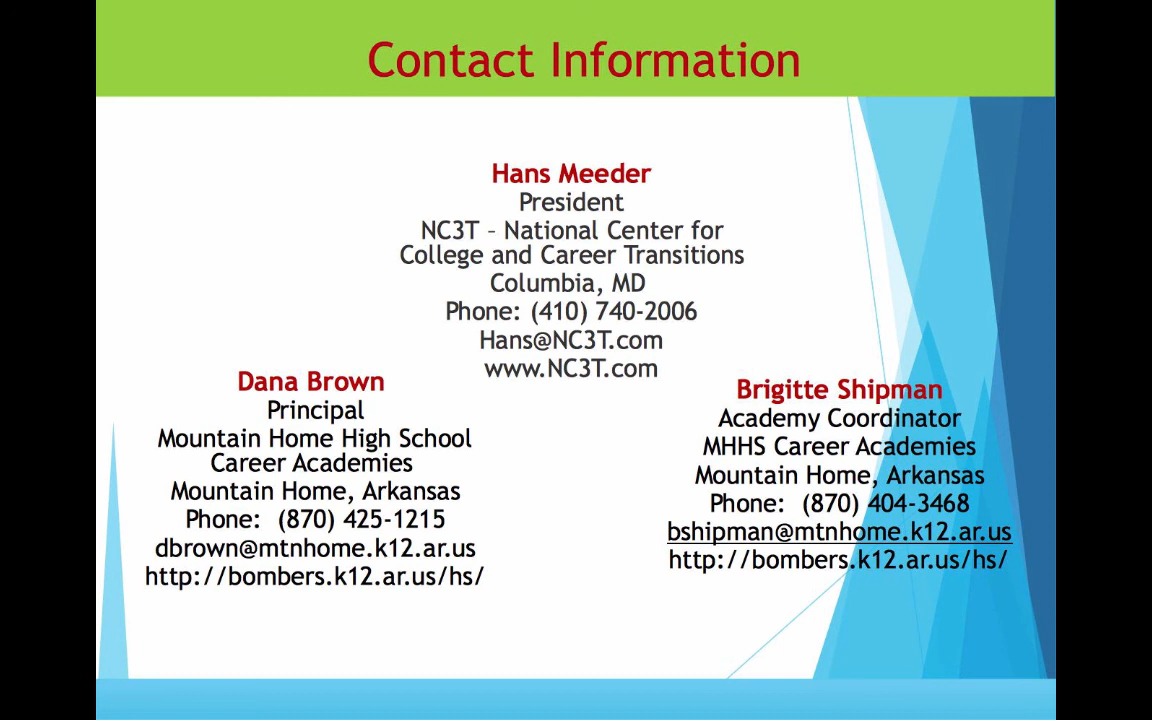 Contact Information
Hans Meeder
President
NC3T – National Center for
College and Career Transitions
Columbia, MD
Phone: (410) 740-2006
Hans@NC3T.com
www.NC3T.com
Dana Brown
Principal
Mountain Home High School
Career Academies
Mountain Home, Arkansas
Phone: (870) 425-1215
dbrown@mtnhome.k12.ar.us
http://bombers.k12.ar.us/hs/
Brigitte Shipman
Academy Coordinator
MHHS Career Academies
Mountain Home, Arkansas
Phone: (870) 404-3468
bshipman@mtnhome.k12.ar.us
http://bombers.k12.ar.us/hs/